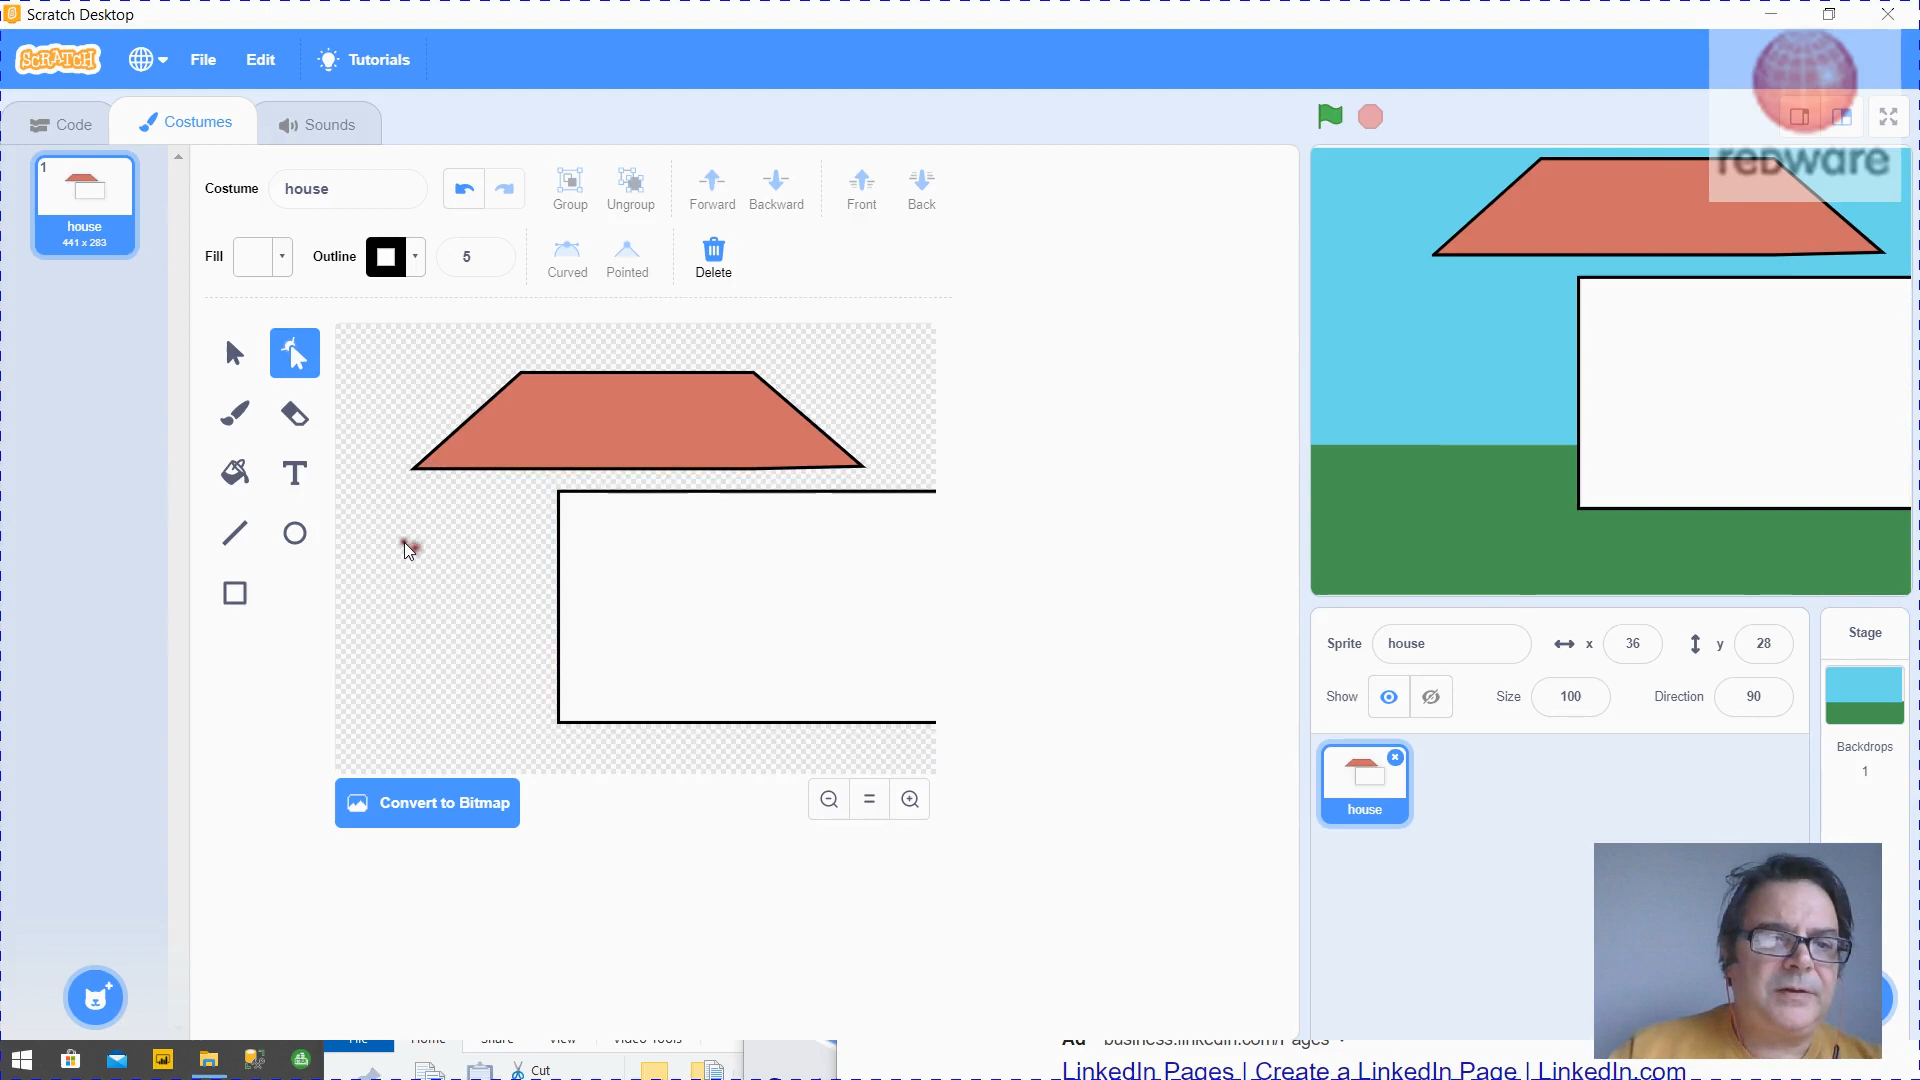 Scratch Desktop
SCRATCH
File
Edit
Tutorials
Code
Costumes
Sounds
reDware
1
house
441 x 283
Costume
house
Group
Ungroup
Forward
Backward
Front
Back
Fill
Outline
5
Curved
Pointed
Delete
Convert to Bitmap
Sprite
house
x
36
y
28
Show
Size
100
Direction
90
Stage
Backdrops
1
house
Cut
Ad
LinkedIn Pages | Create a LinkedIn Page | LinkedIn.com